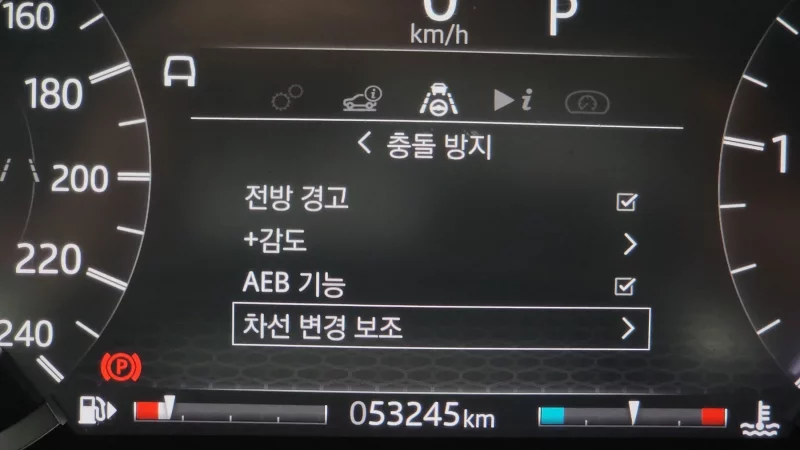 160
0
P
km/h
180
i
1
< 충돌 방지
200
전방 경고
+감도 >
220
AEB 기능
차선 변경 보조 >
240
P
053245km